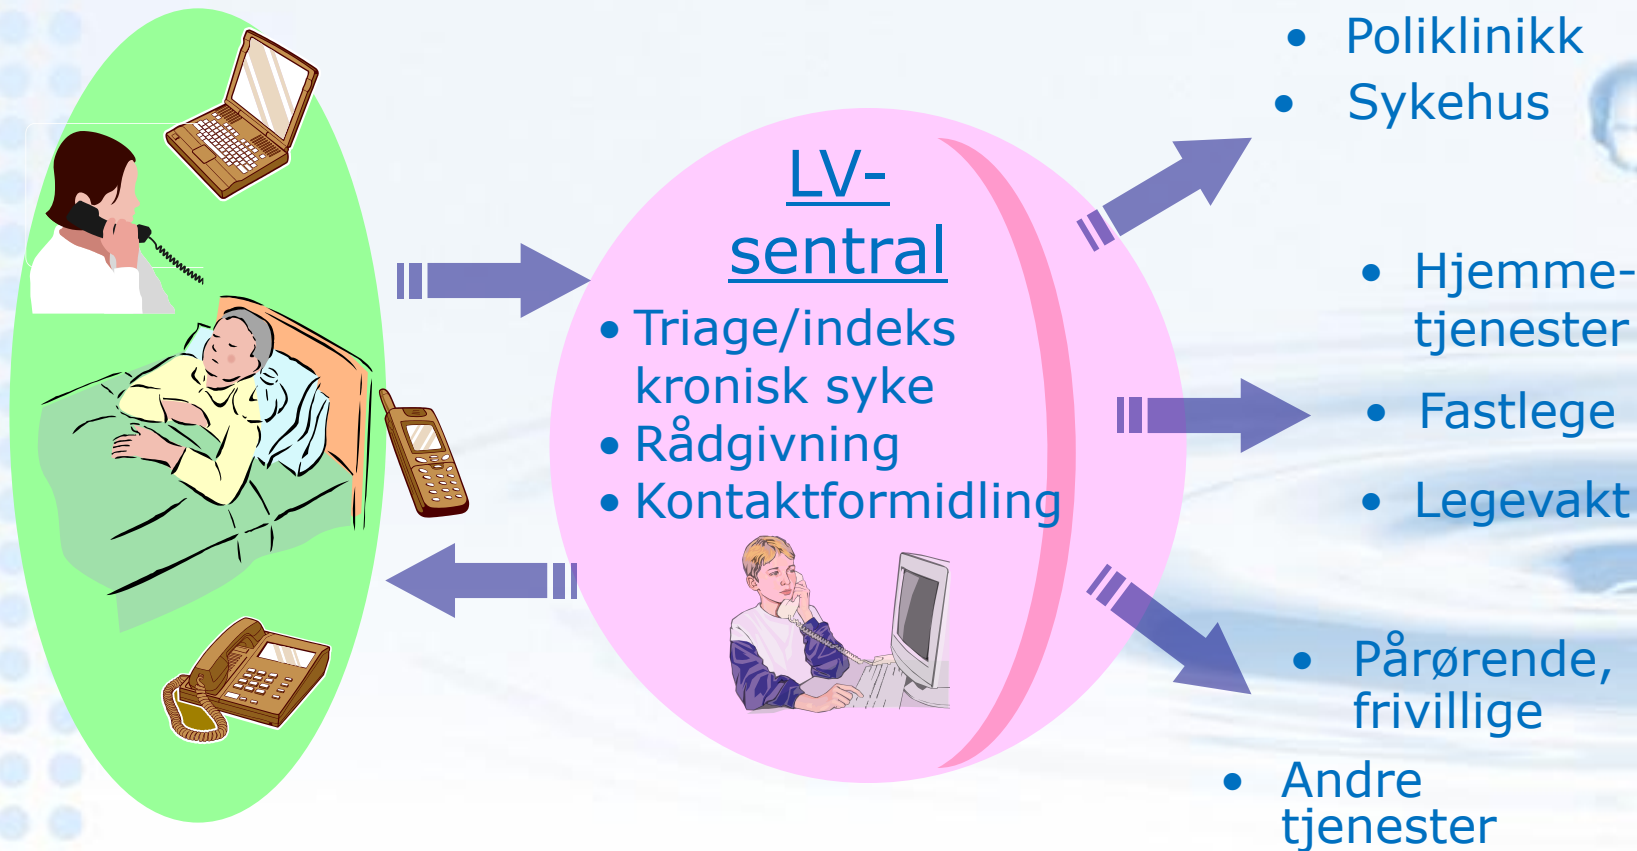 LV-
sentral
• Triage/indeks
kronisk syke
• Rådgivning
• Kontaktformidling
• Poliklinikk
• Sykehus
• Hjemme-
tjenester
• Fastlege
• Legevakt
• Pårørende,
frivillige
• Andre
tjenester